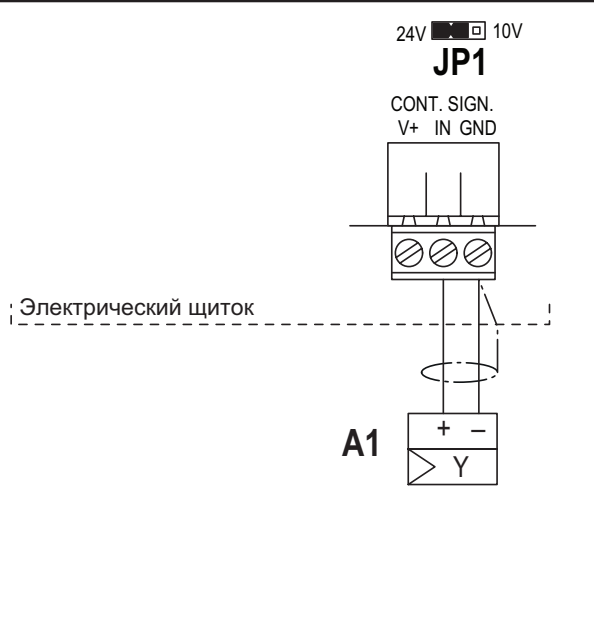 24V 10V
JP1
CONT. SIGN.
V+ IN GND
Электрический щиток
+ –
A1
Y